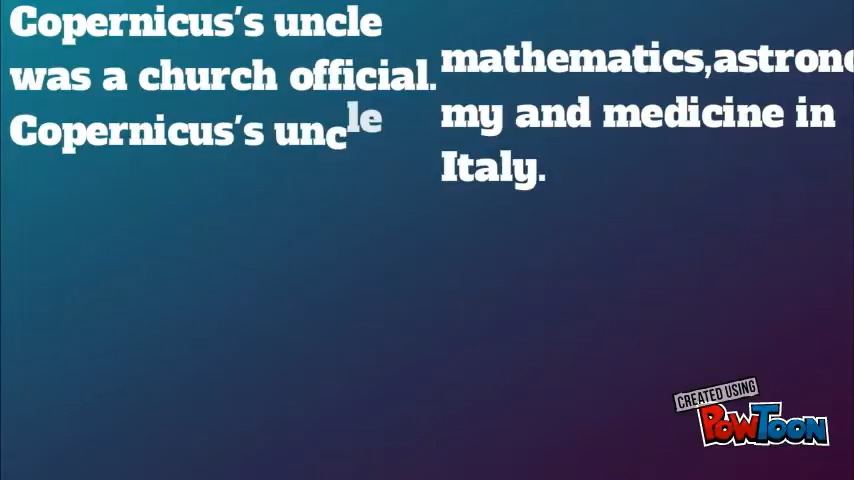 Copernicus's uncle
was a church official.
Copernicus's uncle
mathematics,astrono
my and medicine in
Italy.
CREATED USING
POWTOON